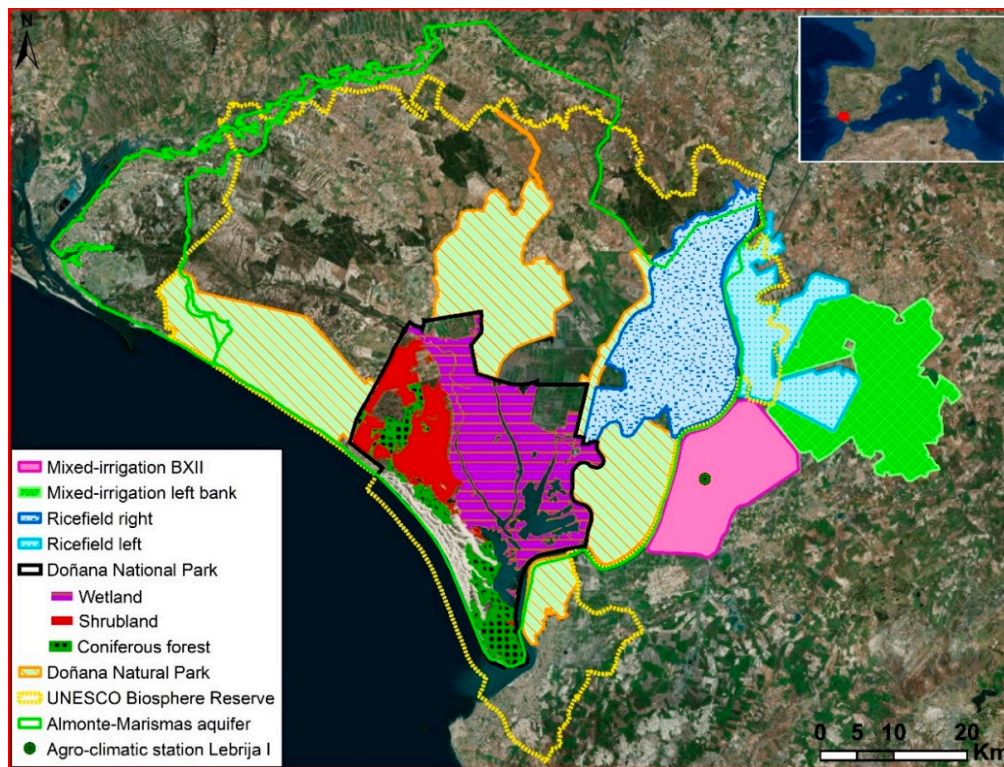 N
Mixed-irrigation BXII
Mixed-irrigation left bank
Ricefield right
Ricefield left
Doñana National Park
Wetland
Shrubland
Coniferous forest
Doñana Natural Park
UNESCO Biosphere Reserve
Almonte-Marismas aquifer
Agro-climatic station Lebrija I
0 5 10 20
Km